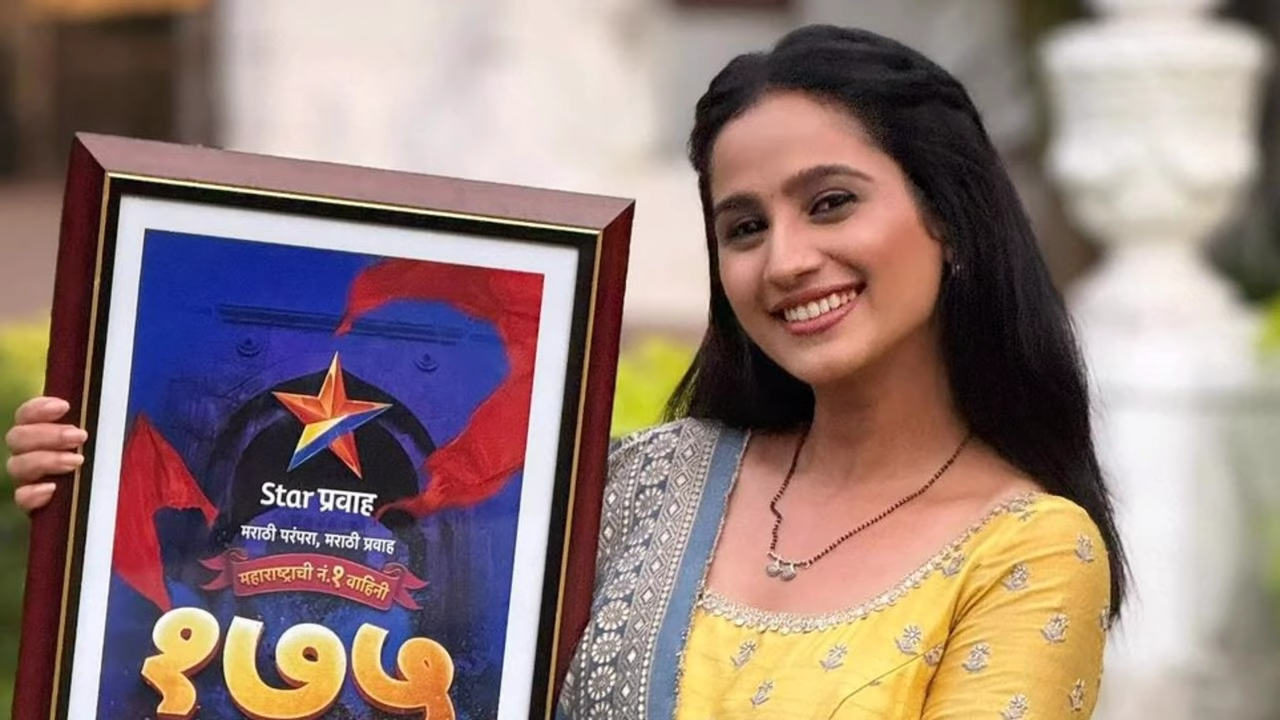 Star प्रवाह
मराठी परंपरा, मराठी प्रवाह
महाराष्ट्राची नं.१ वाहिनी
१७५